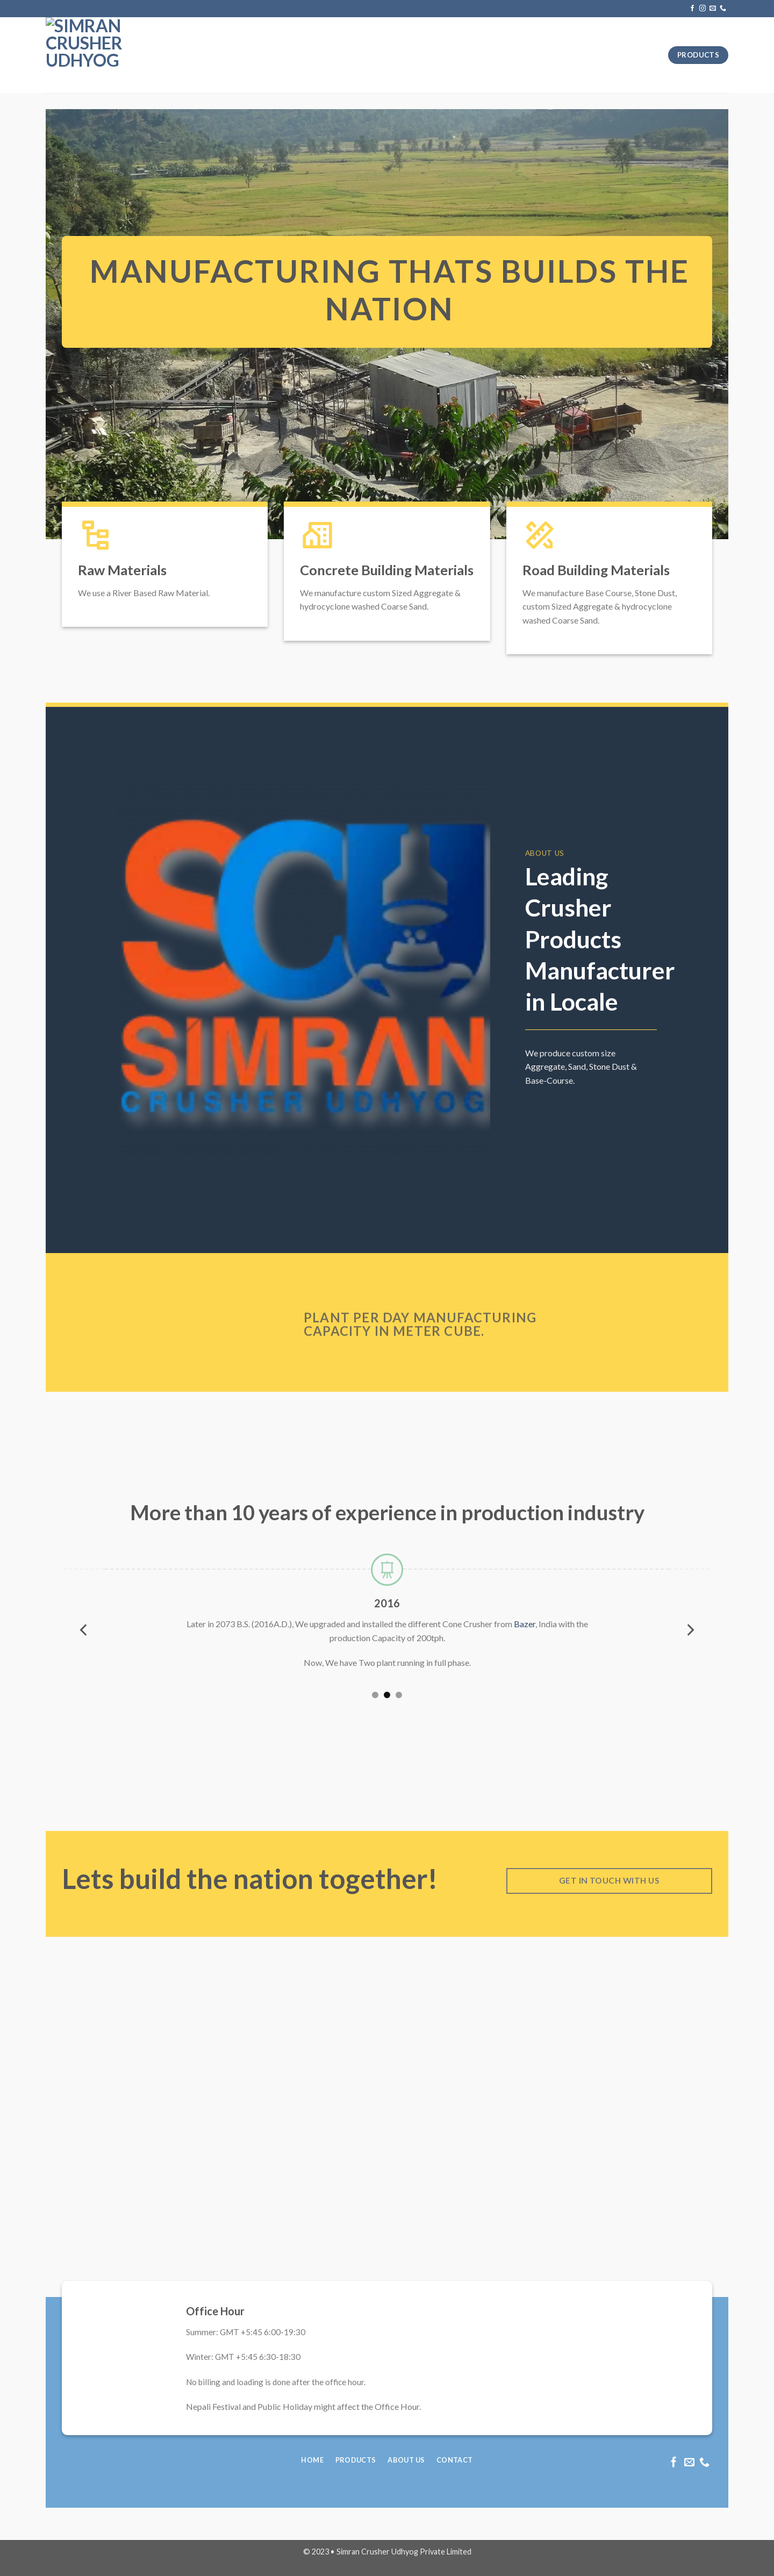 SIMRAN
CRUSHER
UDHYOG
PRODUCTS
MANUFACTURING THATS BUILDS THE
NATION
Raw Materials
We use a River Based Raw Material.
Concrete Building Materials
We manufacture custom Sized Aggregate &
hydrocyclone washed Coarse Sand.
Road Building Materials
We manufacture Base Course, Stone Dust,
custom Sized Aggregate & hydrocyclone
washed Coarse Sand.
SCU
SIMRAN
CRUSHER UDHYOG
ABOUT US
Leading
Crusher
Products
Manufacturer
in Locale
We produce custom size
Aggregate, Sand, Stone Dust &
Base-Course.
PLANT PER DAY MANUFACTURING
CAPACITY IN METER CUBE.
More than 10 years of experience in production industry
2016
Later in 2073 B.S. (2016A.D.), We upgraded and installed the different Cone Crusher from Bazer, India with the
production Capacity of 200tph.
Now, We have Two plant running in full phase.
Lets build the nation together!
GET IN TOUCH WITH US
Office Hour
Summer: GMT +5:45 6:00-19:30
Winter: GMT +5:45 6:30-18:30
No billing and loading is done after the office hour.
Nepali Festival and Public Holiday might affect the Office Hour.
HOME PRODUCTS ABOUT US CONTACT
© 2023 • Simran Crusher Udhyog Private Limited